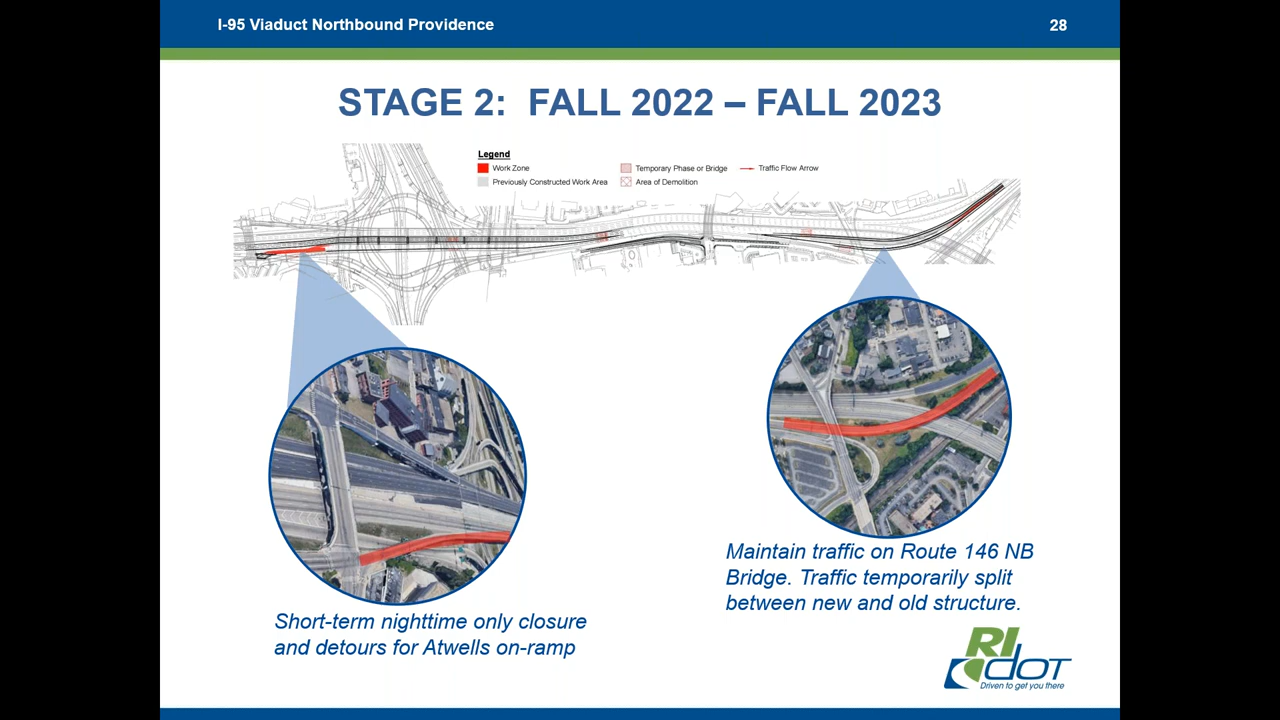 I-95 Viaduct Northbound Providence
28
STAGE 2: FALL 2022 – FALL 2023
Legend
Work Zone
Temporary Phase or Bridge
Traffic Flow Arrow
Previously Constructed Work Area
Area of Demolition
Maintain traffic on Route 146 NB
Bridge. Traffic temporarily split
between new and old structure.
Short-term nighttime only closure
and detours for Atwells on-ramp
RI
DOT
Driven to get you there